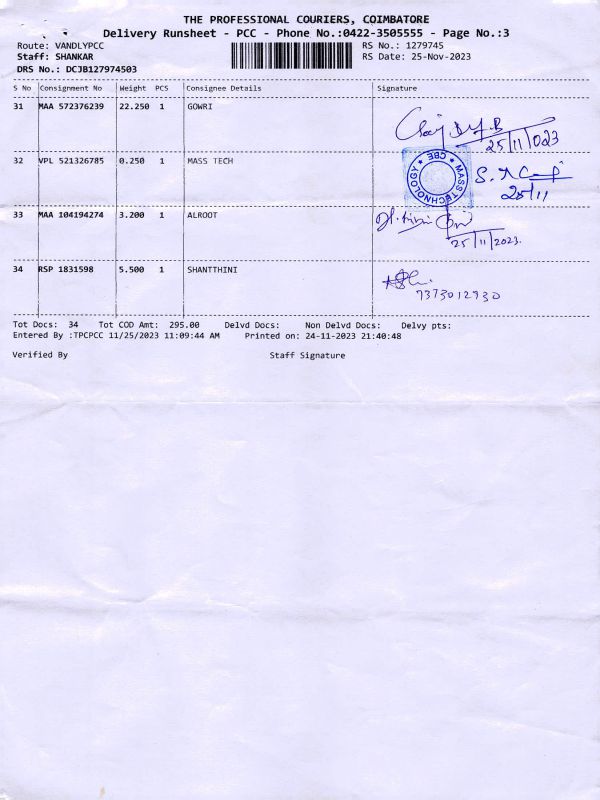 THE PROFESSIONAL COURIERS, COIMBATORE
Delivery Runsheet - PCC - Phone No.:0422-3505555 - Page No.:3
Route: VANDLYPCC RS No.: 1279745
Staff: SHANKAR RS Date: 25-Nov-2023
DRS No.: DCJB127974503
S No Consignment No Weight PCS Consignee Details Signature
31 MAA 572376239 22.250 1 GOWRI
25/11/2023
32 VPL 521326785 0.250 1 MASS TECH
MASS TECHNOLOGY ★ CBE ★
25/11
33 MAA 104194274 3.200 1 ALROOT
25/11/2023.
34 RSP 1831598 5.500 1 SHANTTHINI
7373012930
Tot Docs: 34 Tot COD Amt: 295.00 Delvd Docs: Non Delvd Docs: Delvy pts:
Entered By :TPCPCC 11/25/2023 11:09:44 AM Printed on: 24-11-2023 21:40:48
Verified By Staff Signature